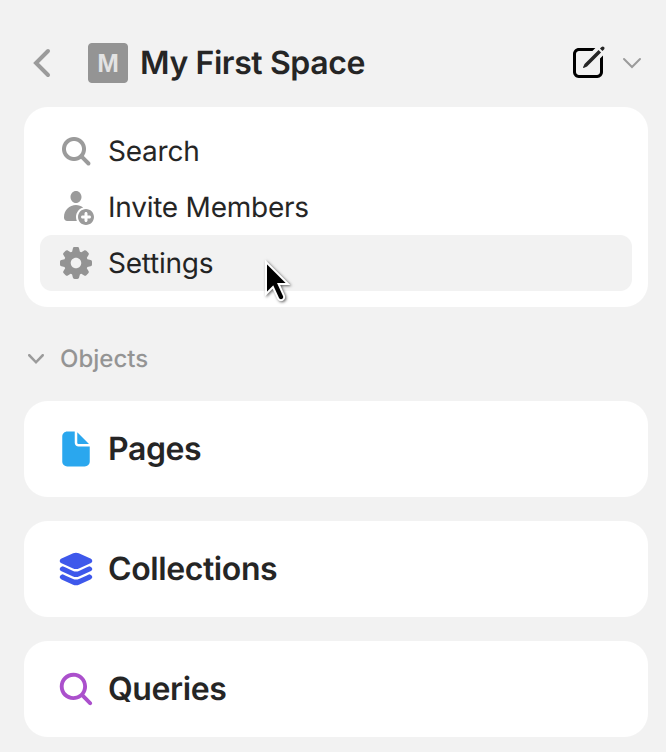 M My First Space
Search
Invite Members
Settings
Objects
Pages
Collections
Queries